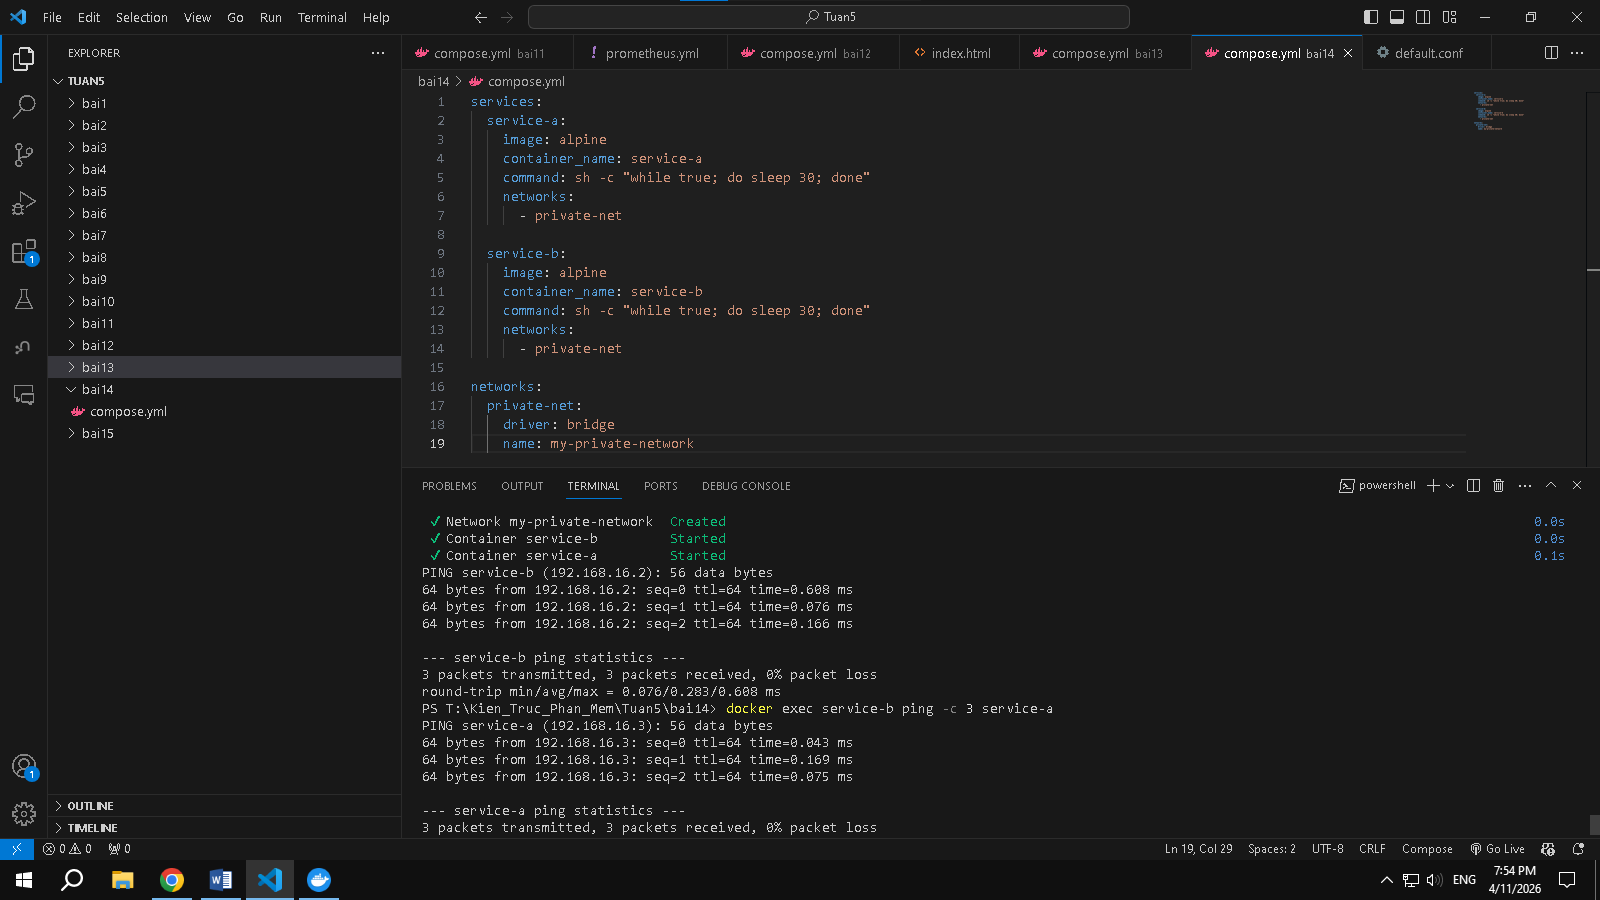 File Edit Selection View Go Run Terminal Help
Tuan5
EXPLORER
TUAN5
bai1
bai2
bai3
bai4
bai5
bai6
bai7
bai8
bai9
bai10
bai11
bai12
bai13
bai14
compose.yml
bai15
OUTLINE
TIMELINE
compose.yml bai11
prometheus.yml
compose.yml bai12
index.html
compose.yml bai13
compose.yml bai14
default.conf
bai14 > compose.yml
1 services:
2 service-a:
3 image: alpine
4 container_name: service-a
5 command: sh -c "while true; do sleep 30; done"
6 networks:
7 - private-net
8
9 service-b:
10 image: alpine
11 container_name: service-b
12 command: sh -c "while true; do sleep 30; done"
13 networks:
14 - private-net
15
16 networks:
17 private-net:
18 driver: bridge
19 name: my-private-network
PROBLEMS OUTPUT TERMINAL PORTS DEBUG CONSOLE
powershell
✓ Network my-private-network Created 0.0s
✓ Container service-b Started 0.0s
✓ Container service-a Started 0.1s
PING service-b (192.168.16.2): 56 data bytes
64 bytes from 192.168.16.2: seq=0 ttl=64 time=0.608 ms
64 bytes from 192.168.16.2: seq=1 ttl=64 time=0.076 ms
64 bytes from 192.168.16.2: seq=2 ttl=64 time=0.166 ms
--- service-b ping statistics ---
3 packets transmitted, 3 packets received, 0% packet loss
round-trip min/avg/max = 0.076/0.283/0.608 ms
PS T:\Kien_Truc_Phan_Mem\Tuan5\bai14> docker exec service-b ping -c 3 service-a
PING service-a (192.168.16.3): 56 data bytes
64 bytes from 192.168.16.3: seq=0 ttl=64 time=0.043 ms
64 bytes from 192.168.16.3: seq=1 ttl=64 time=0.169 ms
64 bytes from 192.168.16.3: seq=2 ttl=64 time=0.075 ms
--- service-a ping statistics ---
3 packets transmitted, 3 packets received, 0% packet loss
1
1
0 0 0
Ln 19, Col 29 Spaces: 2 UTF-8 CRLF Compose Go Live
ENG
7:54 PM
4/11/2026